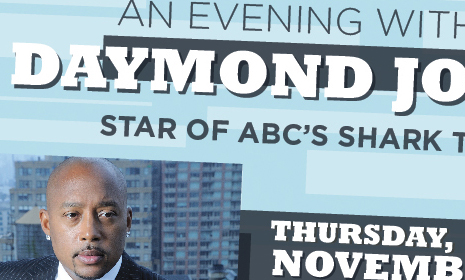 AN EVENING WITH
DAYMOND JO
STAR OF ABC'S SHARK T
THURSDAY,
NOVEMB